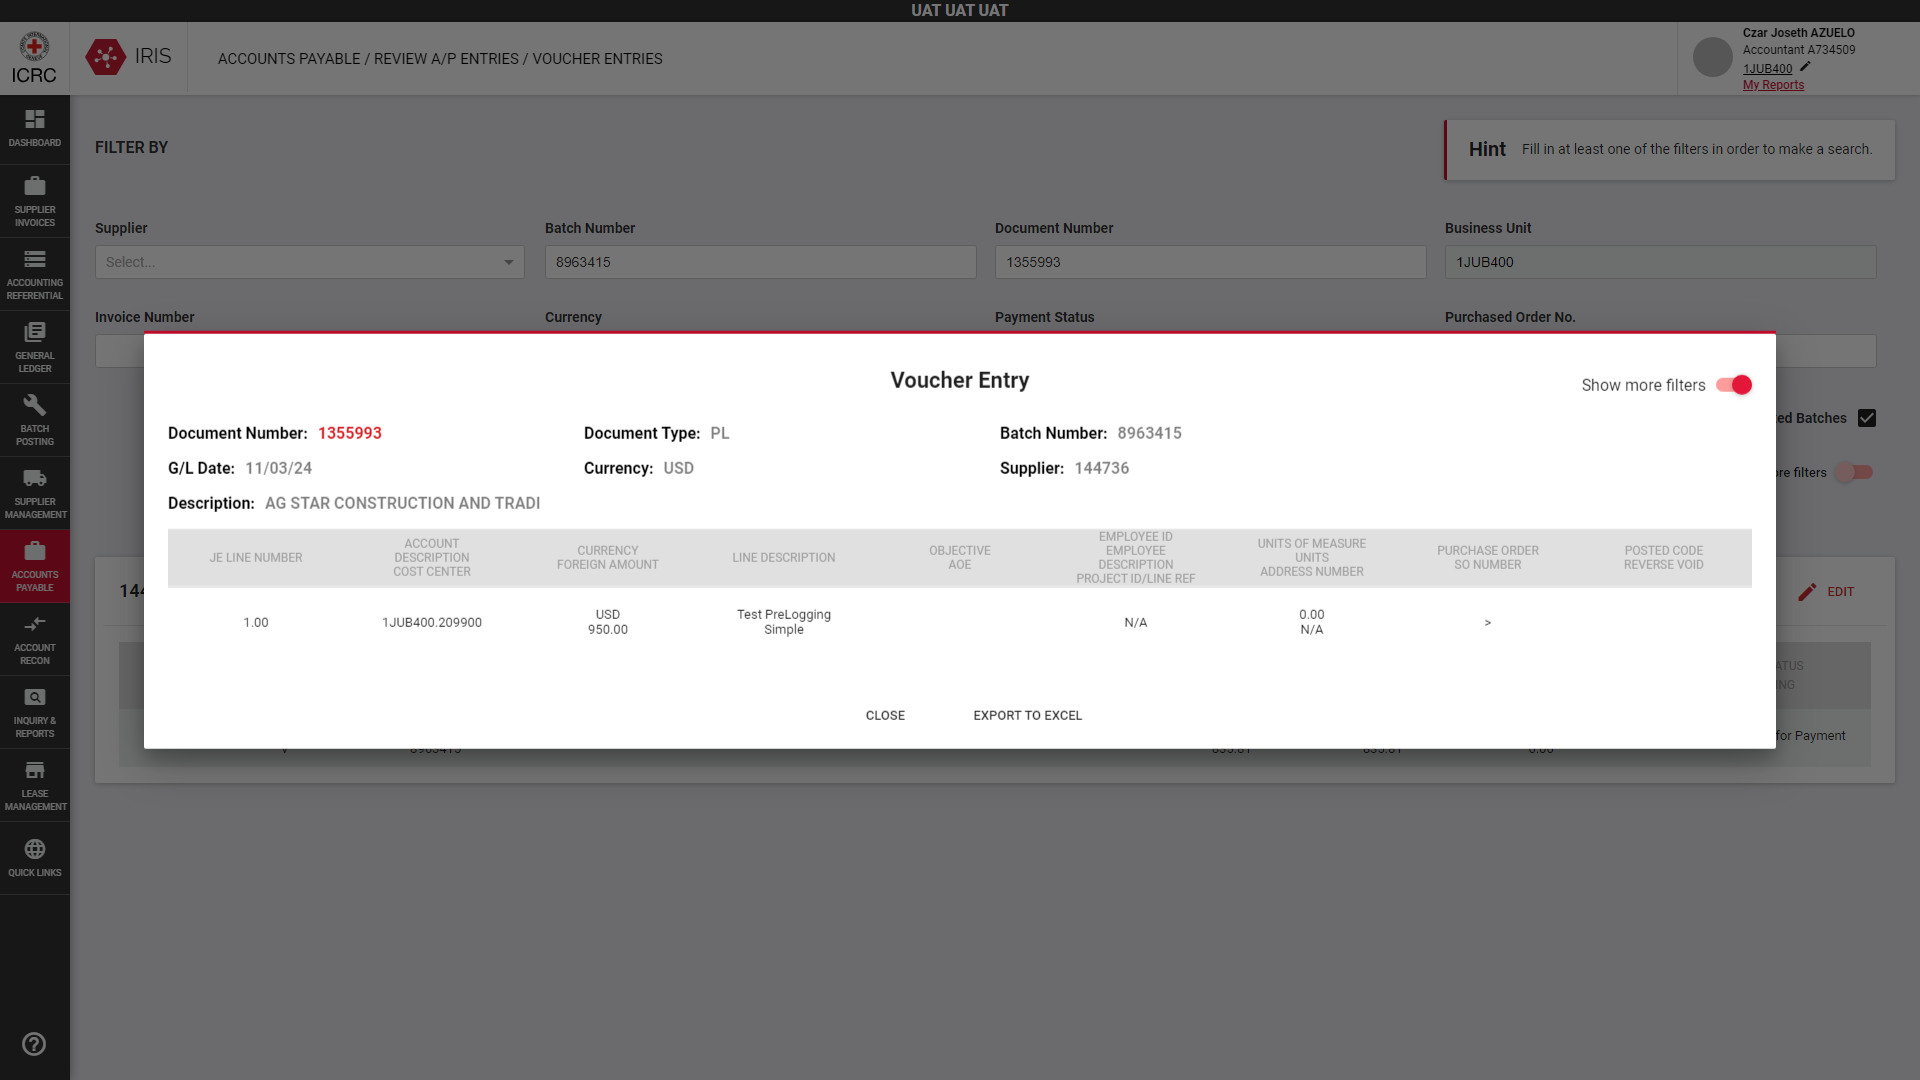 UAT UAT UAT
ICRC
IRIS
ACCOUNTS PAYABLE / REVIEW A/P ENTRIES / VOUCHER ENTRIES
Czar Joseth AZUELO
Accountant A734509
1JUB400
My Reports
DASHBOARD
SUPPLIER
INVOICES
ACCOUNTING
REFERENTIAL
GENERAL
LEDGER
BATCH
POSTING
SUPPLIER
MANAGEMENT
ACCOUNTS
PAYABLE
ACCOUNT
RECON
INQUIRY &
REPORTS
LEASE
MANAGEMENT
QUICK LINKS
FILTER BY
Hint Fill in at least one of the filters in order to make a search.
Supplier
Select...
Batch Number
8963415
Document Number
1355993
Business Unit
1JUB400
Invoice Number
Currency
Payment Status
Purchased Order No.
ed Batches
re filters
144
EDIT
ATUS
ING
for Payment
Voucher Entry
Show more filters
Document Number: 1355993
Document Type: PL
Batch Number: 8963415
G/L Date: 11/03/24
Currency: USD
Supplier: 144736
Description: AG STAR CONSTRUCTION AND TRADI
JE LINE NUMBER
ACCOUNT
DESCRIPTION
COST CENTER
CURRENCY
FOREIGN AMOUNT
LINE DESCRIPTION
OBJECTIVE
AOE
EMPLOYEE ID
EMPLOYEE
DESCRIPTION
PROJECT ID/LINE REF
UNITS OF MEASURE
UNITS
ADDRESS NUMBER
PURCHASE ORDER
SO NUMBER
POSTED CODE
REVERSE VOID
1.00
1JUB400.209900
USD
950.00
Test PreLogging
Simple
N/A
0.00
N/A
>
CLOSE
EXPORT TO EXCEL